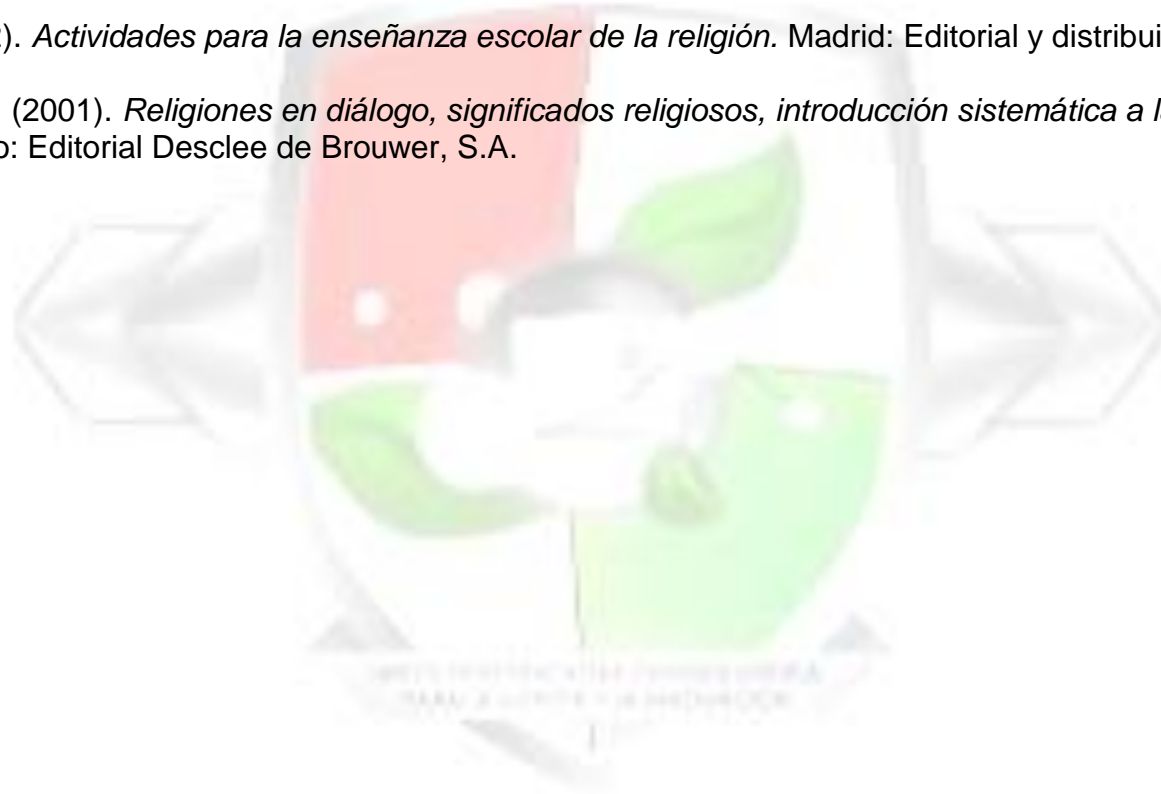 ). Actividades para la enseñanza escolar de la religión. Madrid: Editorial y distribui
(2001). Religiones en diálogo, significados religiosos, introducción sistemática a l
o: Editorial Desclee de Brouwer, S.A.